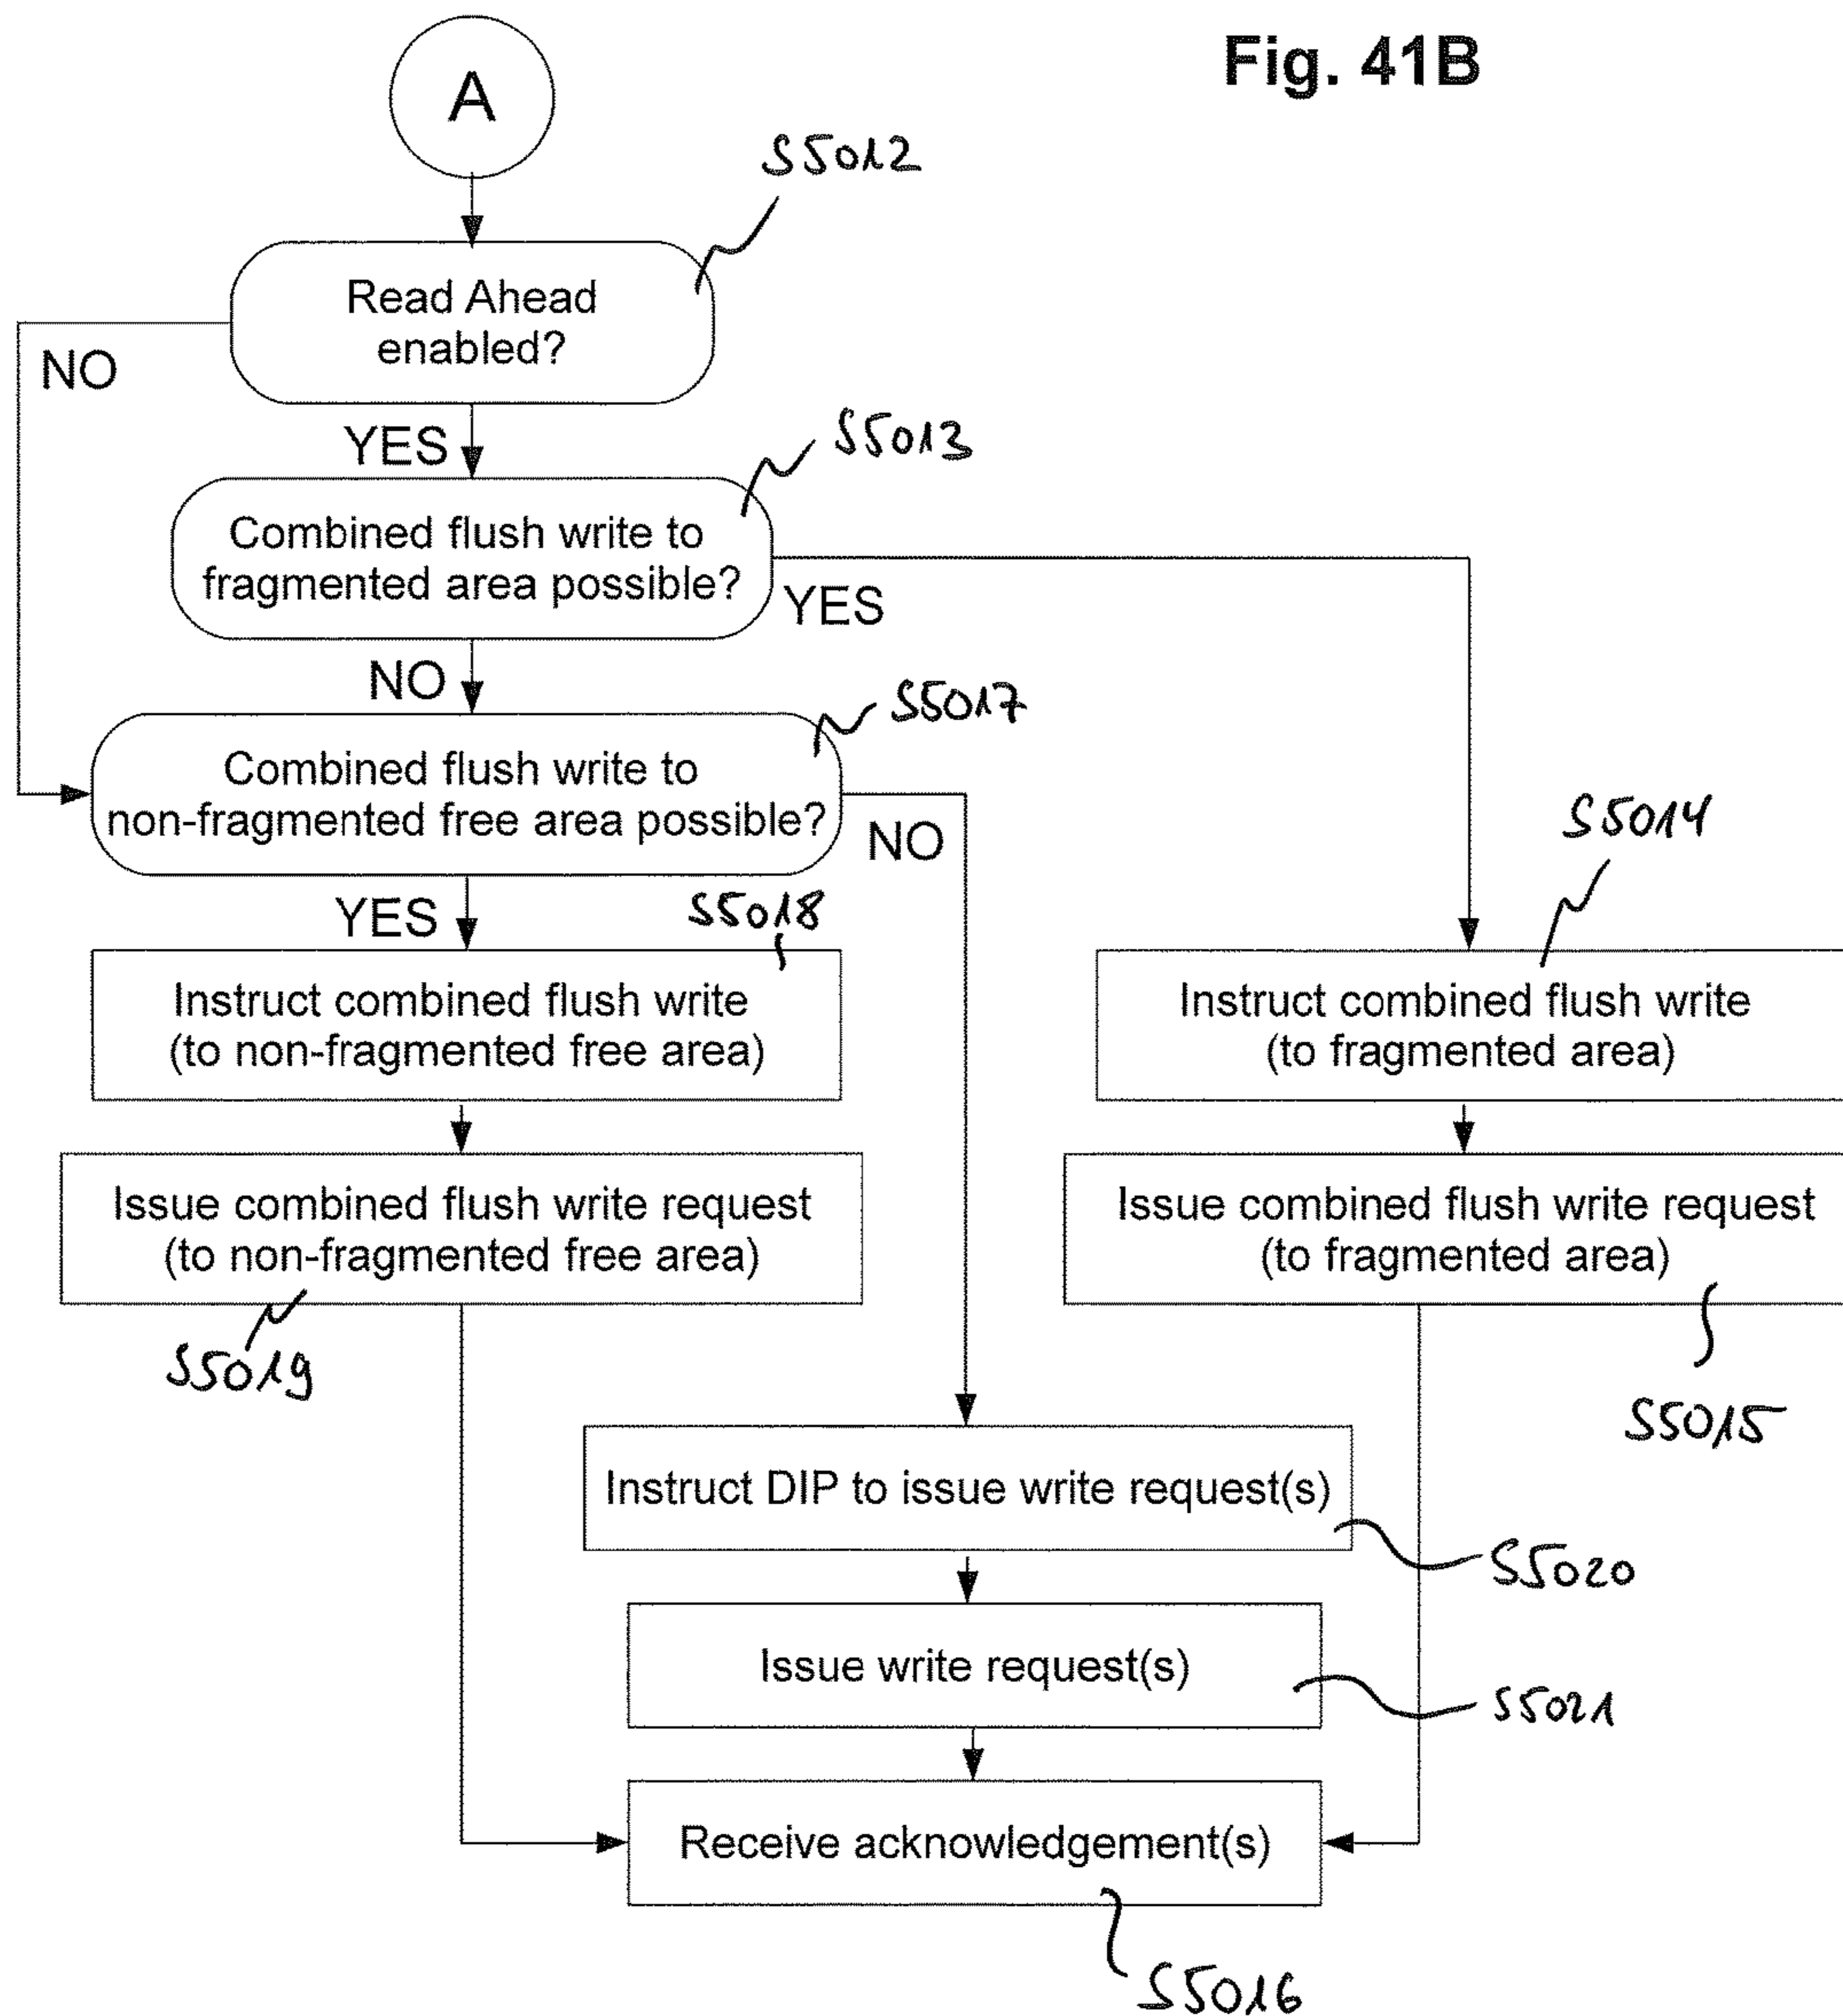 Fig. 41B
A
S5012
Read Ahead
enabled?
NO
YES
S5013
Combined flush write to
fragmented area possible?
YES
NO
S5017
Combined flush write to
non-fragmented free area possible?
NO
YES
S5018
S5014
Instruct combined flush write
(to non-fragmented free area)
Instruct combined flush write
(to fragmented area)
Issue combined flush write request
(to non-fragmented free area)
Issue combined flush write request
(to fragmented area)
S5019
S5015
Instruct DIP to issue write request(s)
S5020
Issue write request(s)
S5021
Receive acknowledgement(s)
S5016